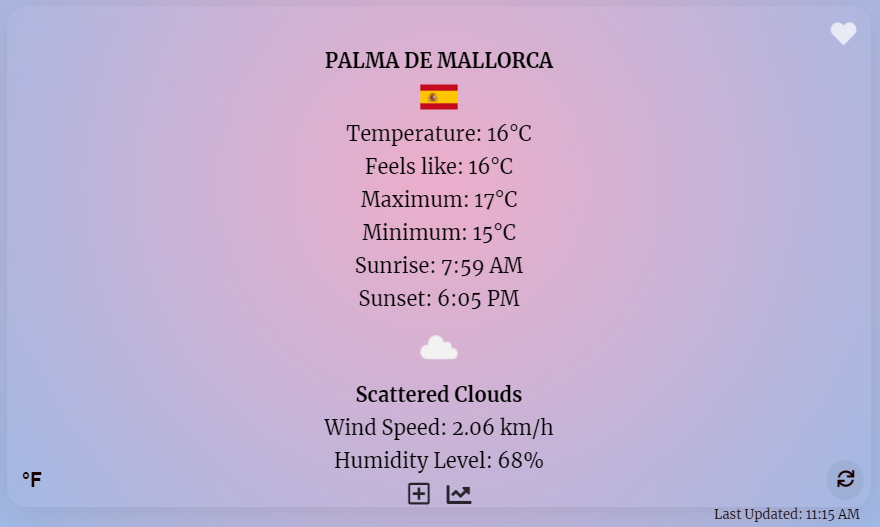 PALMA DE MALLORCA
Temperature: 16°C
Feels like: 16°C
Maximum: 17°C
Minimum: 15°C
Sunrise: 7:59 AM
Sunset: 6:05 PM
Scattered Clouds
Wind Speed: 2.06 km/h
Humidity Level: 68%
°F
Last Updated: 11:15 AM